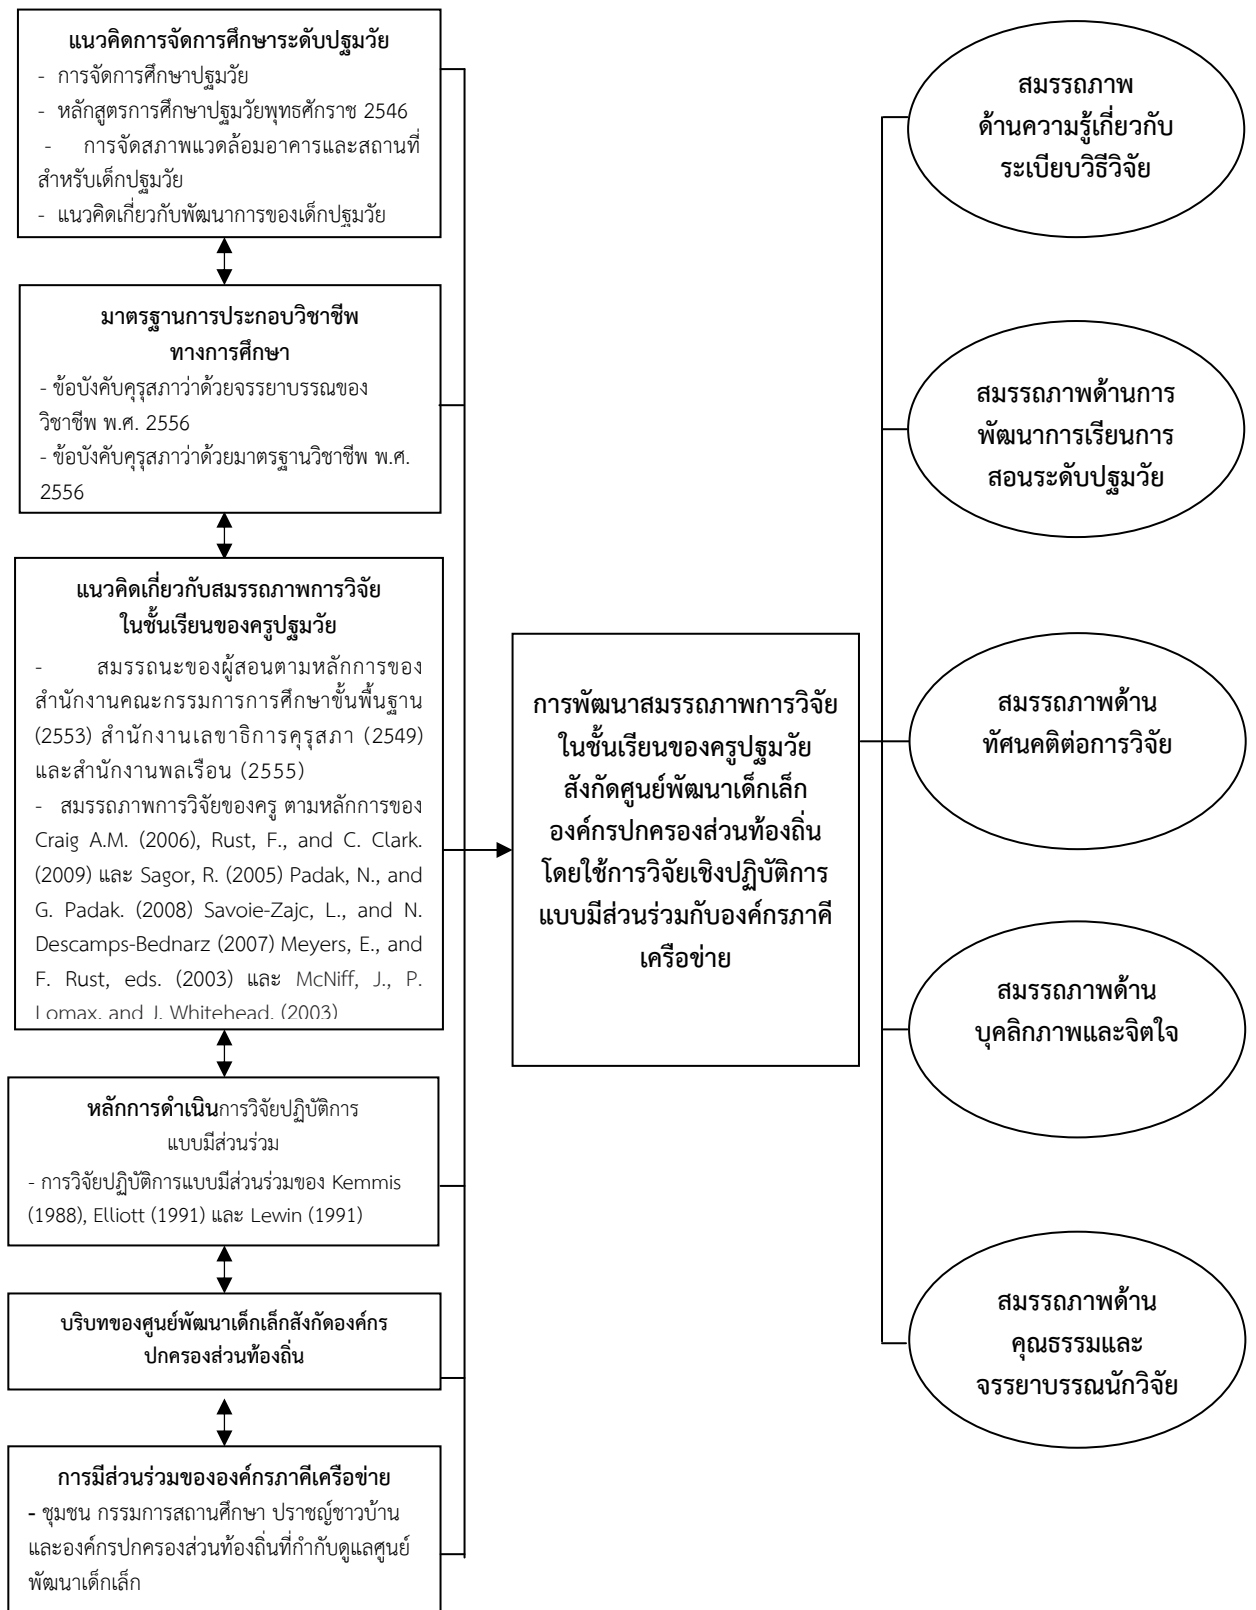 แนวคิดการจัดการศึกษาระดับปฐมวัย
- การจัดการศึกษาปฐมวัย
- หลักสูตรการศึกษาปฐมวัยพุทธศักราช 2546
- การจัดสภาพแวดล้อมอาคารและสถานที่
สำหรับเด็กปฐมวัย
- แนวคิดเกี่ยวกับพัฒนาการของเด็กปฐมวัย
มาตรฐานการประกอบวิชาชีพ
ทางการศึกษา
- ข้อบังคับคุรุสภาว่าด้วยจรรยาบรรณของ
วิชาชีพ พ.ศ. 2556
- ข้อบังคับคุรุสภาว่าด้วยมาตรฐานวิชาชีพ พ.ศ.
2556
แนวคิดเกี่ยวกับสมรรถภาพการวิจัย
ในชั้นเรียนของครูปฐมวัย
- สมรรถนะของผู้สอนตามหลักการของ
สำนักงานคณะกรรมการการศึกษาขั้นพื้นฐาน
(2553) สำนักงานเลขาธิการคุรุสภา (2549)
และสำนักงานพลเรือน (2555)
- สมรรถภาพการวิจัยของครู ตามหลักการของ
Craig A.M. (2006), Rust, F., and C. Clark.
(2009) และ Sagor, R. (2005) Padak, N., and
G. Padak. (2008) Savoie-Zajc, L., and N.
Descamps-Bednarz (2007) Meyers, E., and
F. Rust, eds. (2003) และ McNiff, J., P.
Lomax, and J. Whitehead. (2003)
หลักการดำเนินการวิจัยปฏิบัติการ
แบบมีส่วนร่วม
- การวิจัยปฏิบัติการแบบมีส่วนร่วมของ Kemmis
(1988), Elliott (1991) และ Lewin (1991)
บริบทของศูนย์พัฒนาเด็กเล็กสังกัดองค์กร
ปกครองส่วนท้องถิ่น
การมีส่วนร่วมขององค์กรภาคีเครือข่าย
- ชุมชน กรรมการสถานศึกษา ปราชญ์ชาวบ้าน
และองค์กรปกครองส่วนท้องถิ่นที่กำกับดูแลศูนย์
พัฒนาเด็กเล็ก
การพัฒนาสมรรถภาพการวิจัย
ในชั้นเรียนของครูปฐมวัย
สังกัดศูนย์พัฒนาเด็กเล็ก
องค์กรปกครองส่วนท้องถิ่น
โดยใช้การวิจัยเชิงปฏิบัติการ
แบบมีส่วนร่วมกับองค์กรภาคี
เครือข่าย
สมรรถภาพ
ด้านความรู้เกี่ยวกับ
ระเบียบวิธีวิจัย
สมรรถภาพด้านการ
พัฒนาการเรียนการ
สอนระดับปฐมวัย
สมรรถภาพด้าน
ทัศนคติต่อการวิจัย
สมรรถภาพด้าน
บุคลิกภาพและจิตใจ
สมรรถภาพด้าน
คุณธรรมและ
จรรยาบรรณนักวิจัย